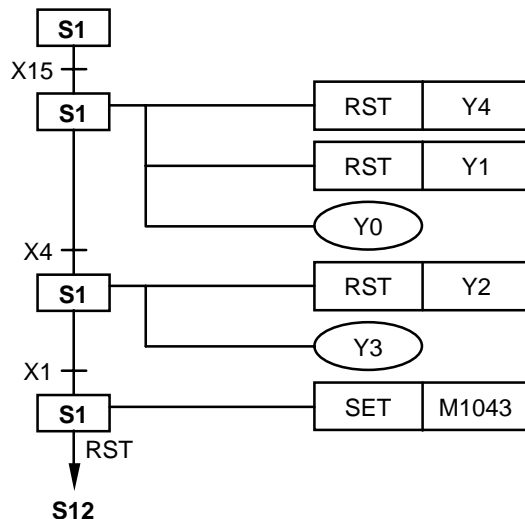 S1
X15
S1
RST Y4
RST Y1
Y0
X4
S1
RST Y2
Y3
X1
S1
SET M1043
RST
S12